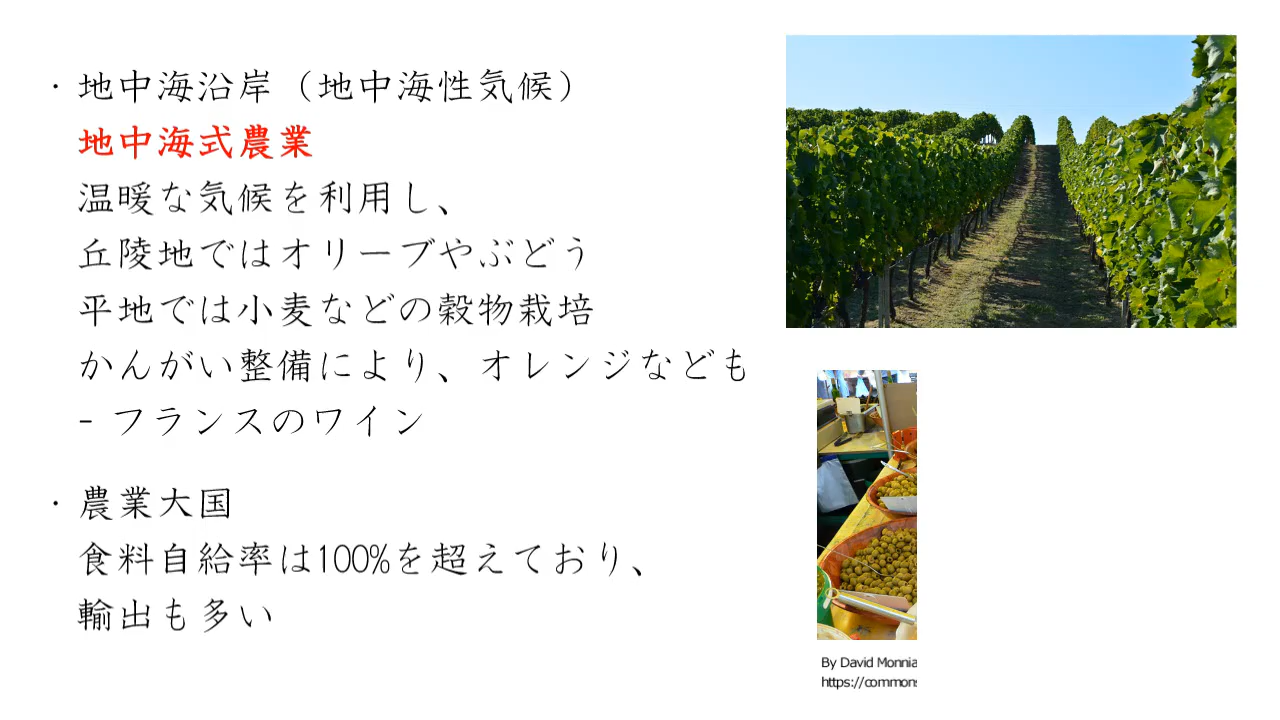 ・地中海沿岸（地中海性気候）
地中海式農業
温暖な気候を利用し、
丘陵地ではオリーブやぶどう
平地では小麦などの穀物栽培
かんがい整備により、オレンジなども
- フランスのワイン
・農業大国
食料自給率は100%を超えており、
輸出も多い
By David Monnia
https://commons